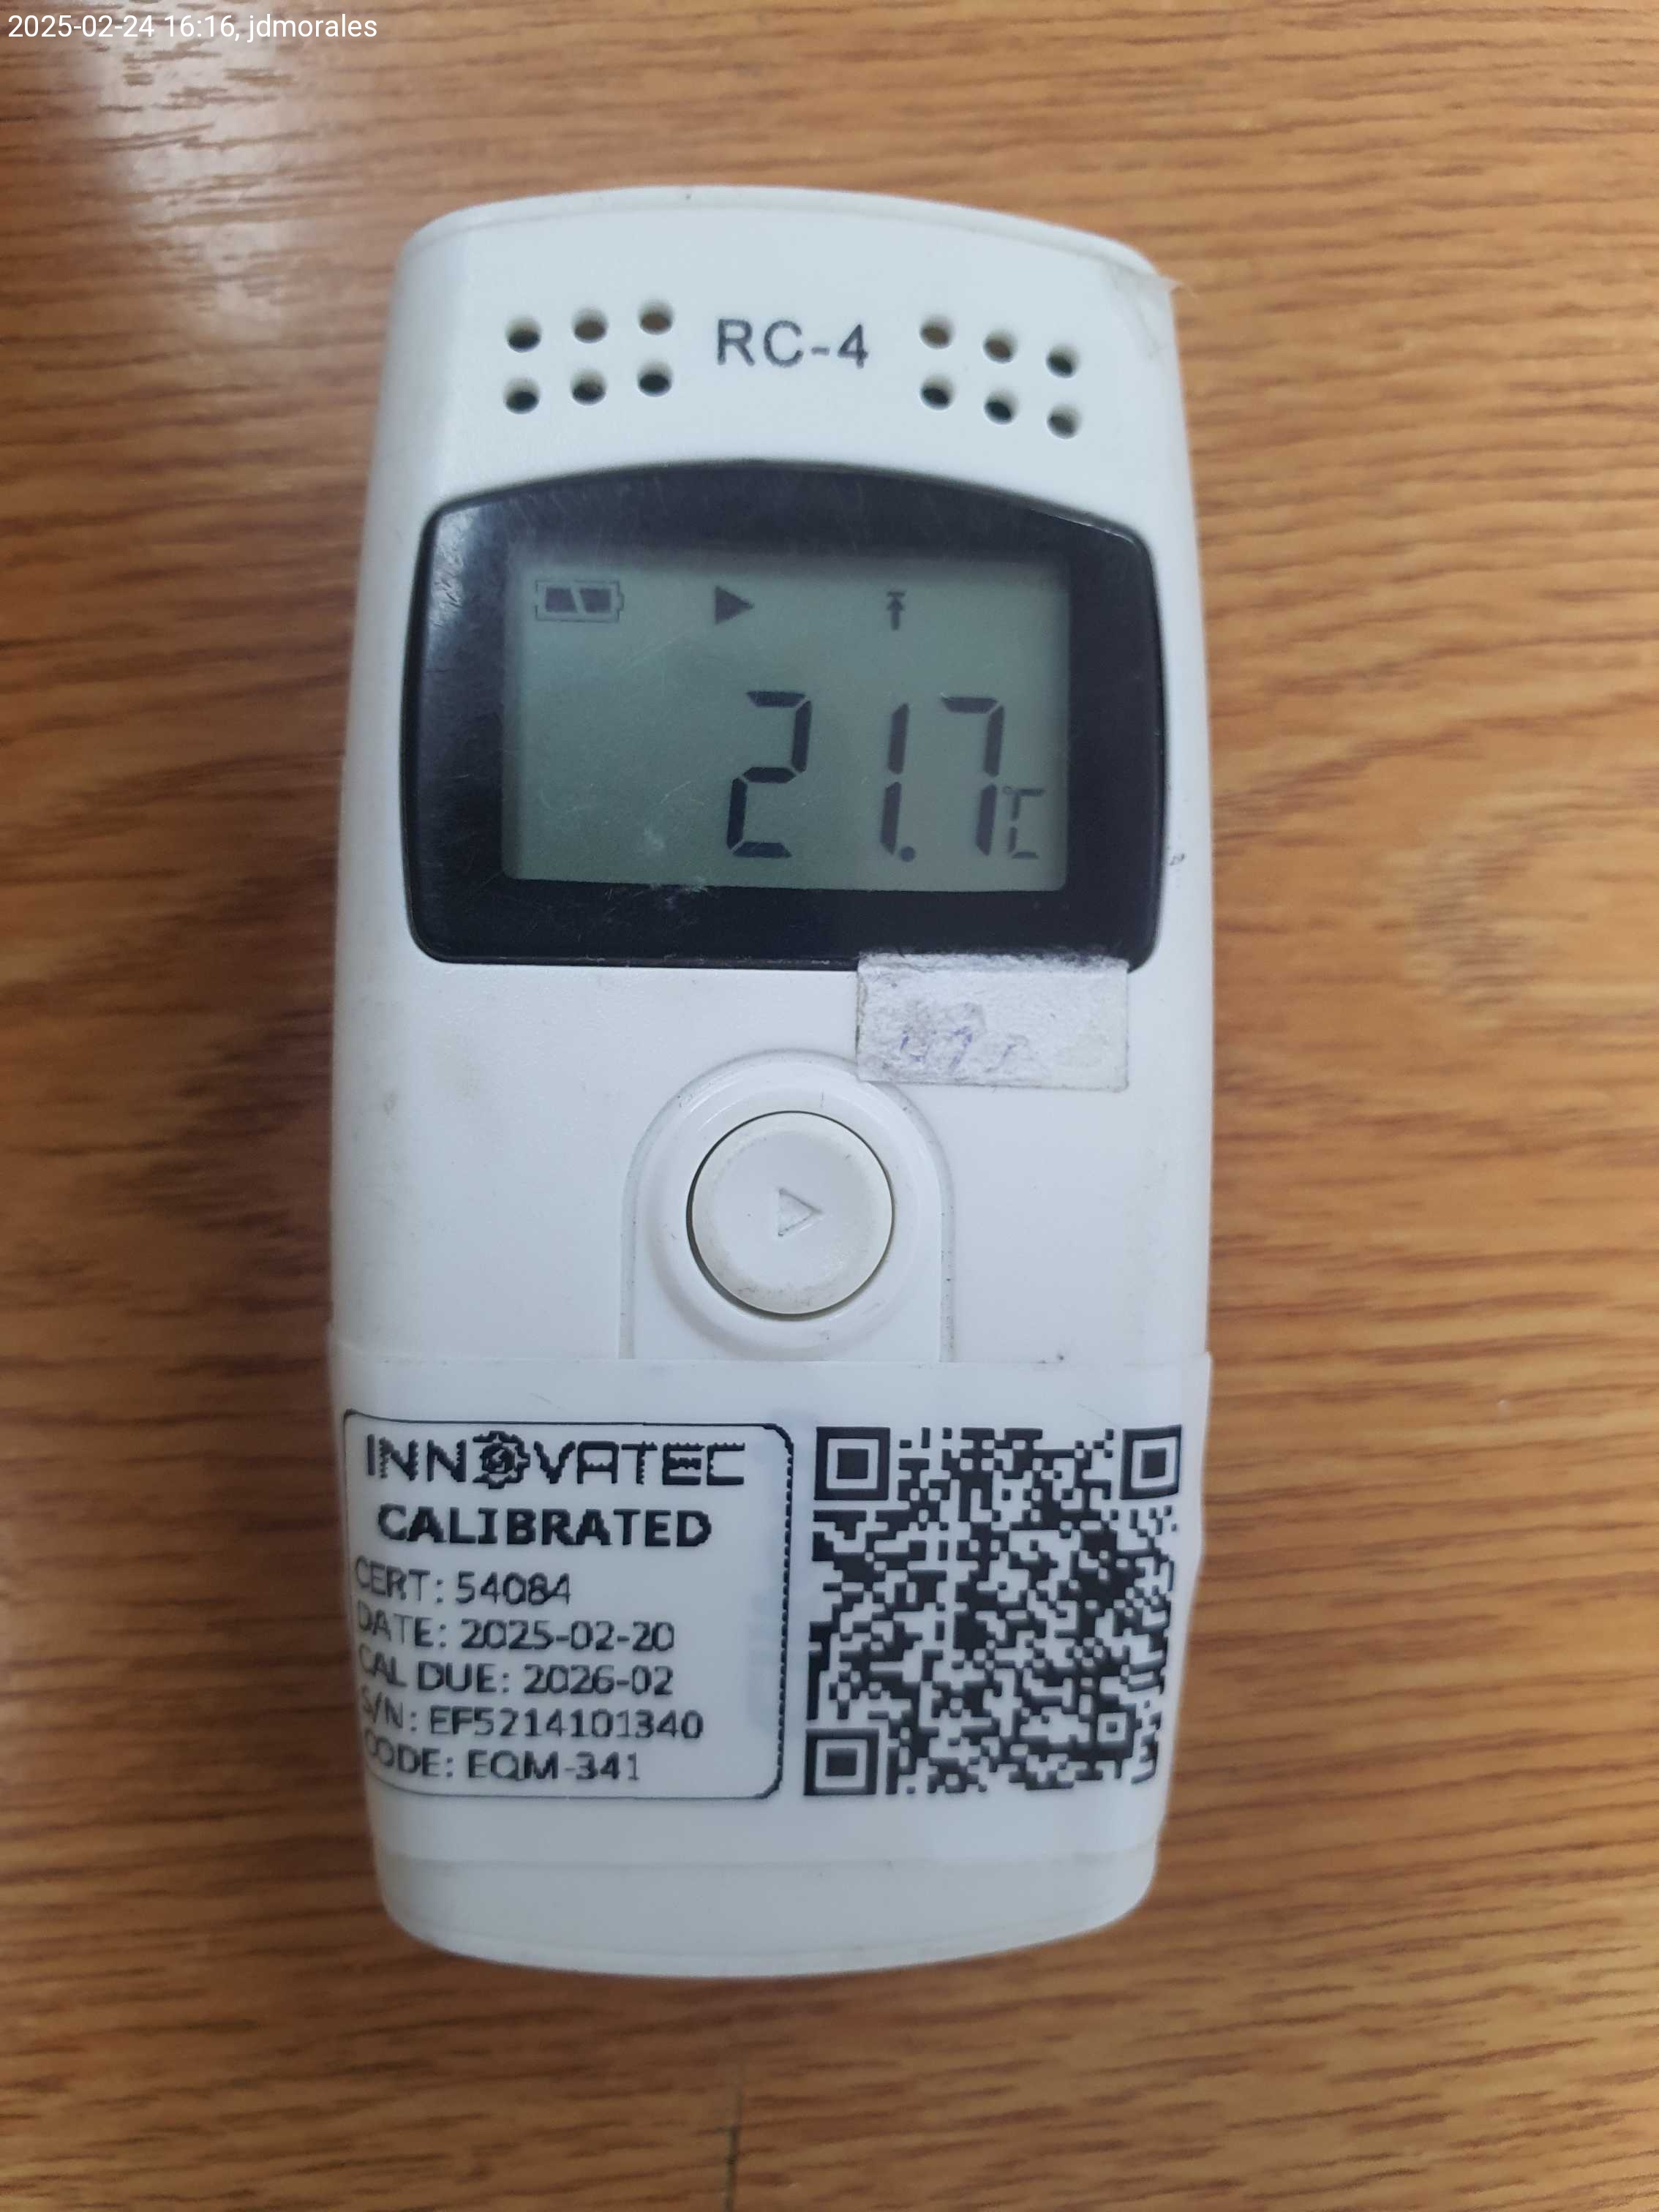 2025-02-24 16:16, jdmorales
RC-4
21.7°C
INNOVATEC
CALIBRATED
CERT: 54084
DATE: 2025-02-20
CAL DUE: 2026-02
S/N: EF5214101340
CODE: EQM-341